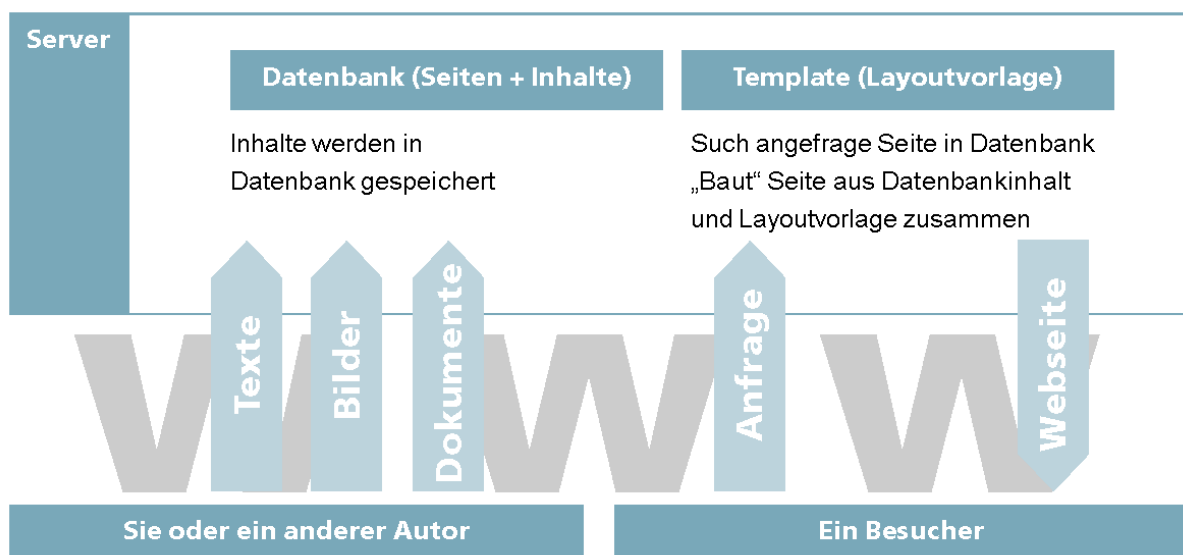 Server
Datenbank (Seiten + Inhalte)
Template (Layoutvorlage)
Inhalte werden in
Datenbank gespeichert
Such angefrage Seite in Datenbank
„Baut“ Seite aus Datenbankinhalt
und Layoutvorlage zusammen
Texte
Bilder
Dokumente
Anfrage
Webseite
WWW
Sie oder ein anderer Autor
Ein Besucher